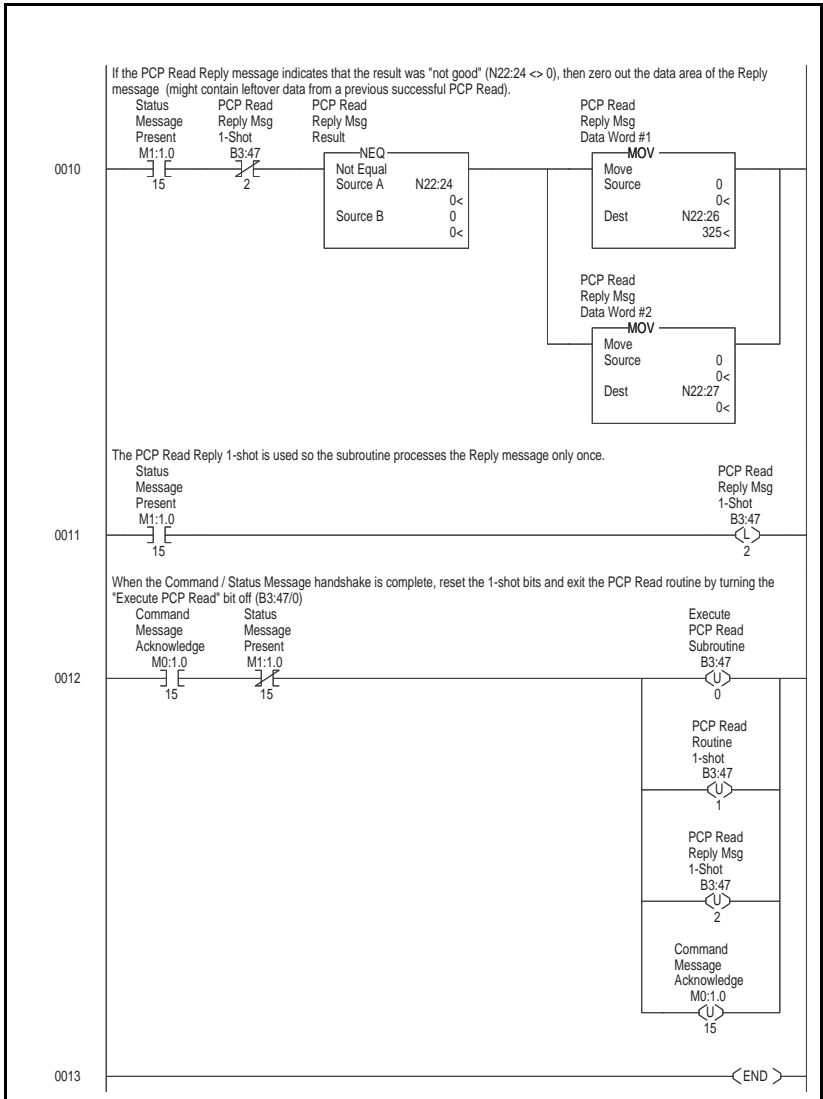 If the PCP Read Reply message indicates that the result was "not good" (N22:24 <> 0), then zero out the data area of the Reply
message (might contain leftover data from a previous successful PCP Read).
Status
Message
Present
M1:1.0
15
PCP Read
Reply Msg
1-Shot
B3:47
2
PCP Read
Reply Msg
Result
NEQ
Not Equal
Source A N22:24
0<
Source B 0
0<
PCP Read
Reply Msg
Data Word #1
MOV
Move
Source 0
0<
Dest N22:26
325<
0010
PCP Read
Reply Msg
Data Word #2
MOV
Move
Source 0
0<
Dest N22:27
0<
The PCP Read Reply 1-shot is used so the subroutine processes the Reply message only once.
Status
Message
Present
M1:1.0
15
PCP Read
Reply Msg
1-Shot
B3:47
L
2
0011
When the Command / Status Message handshake is complete, reset the 1-shot bits and exit the PCP Read routine by turning the
"Execute PCP Read" bit off (B3:47/0)
Command
Message
Acknowledge
M0:1.0
15
Status
Message
Present
M1:1.0
15
Execute
PCP Read
Subroutine
B3:47
U
0
0012
PCP Read
Routine
1-shot
B3:47
U
1
PCP Read
Reply Msg
1-Shot
B3:47
U
2
Command
Message
Acknowledge
M0:1.0
U
15
0013
END